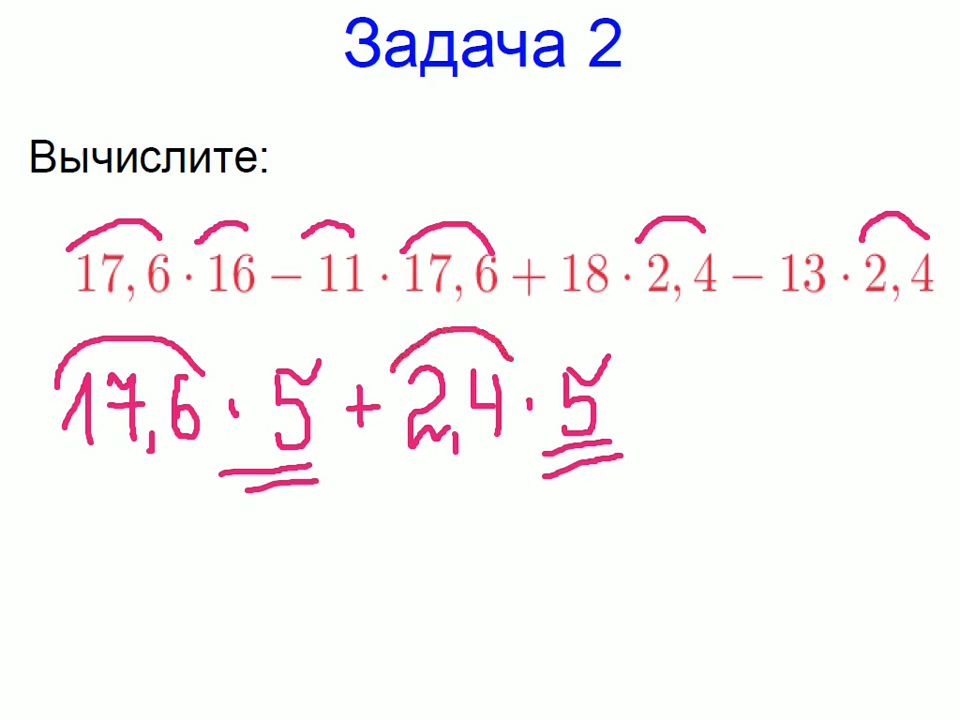 Задача 2
Вычислите:
17,6 · 16 − 11 · 17,6 + 18 · 2,4 − 13 · 2,4
17,6 · 5 + 2,4 · 5